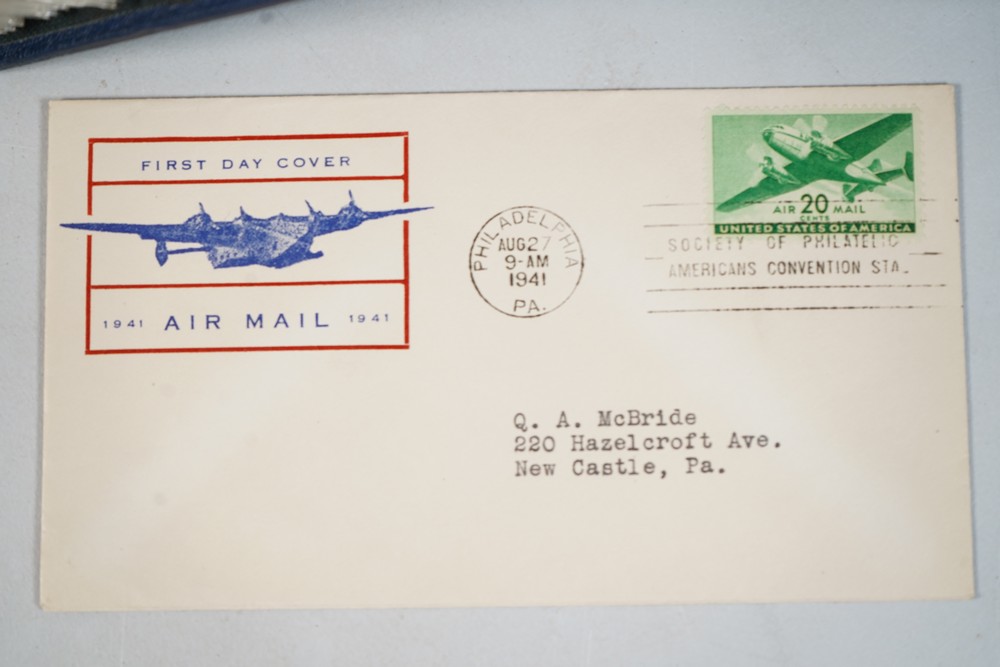 FIRST DAY COVER
1941 AIR MAIL 1941
PHILADELPHIA
AUG 27
9-AM
1941
PA.
AIR 20 MAIL
CENTS
UNITED STATES OF AMERICA
SOCIETY OF PHILATELIC
AMERICANS CONVENTION STA.
Q. A. McBride
220 Hazelcroft Ave.
New Castle, Pa.